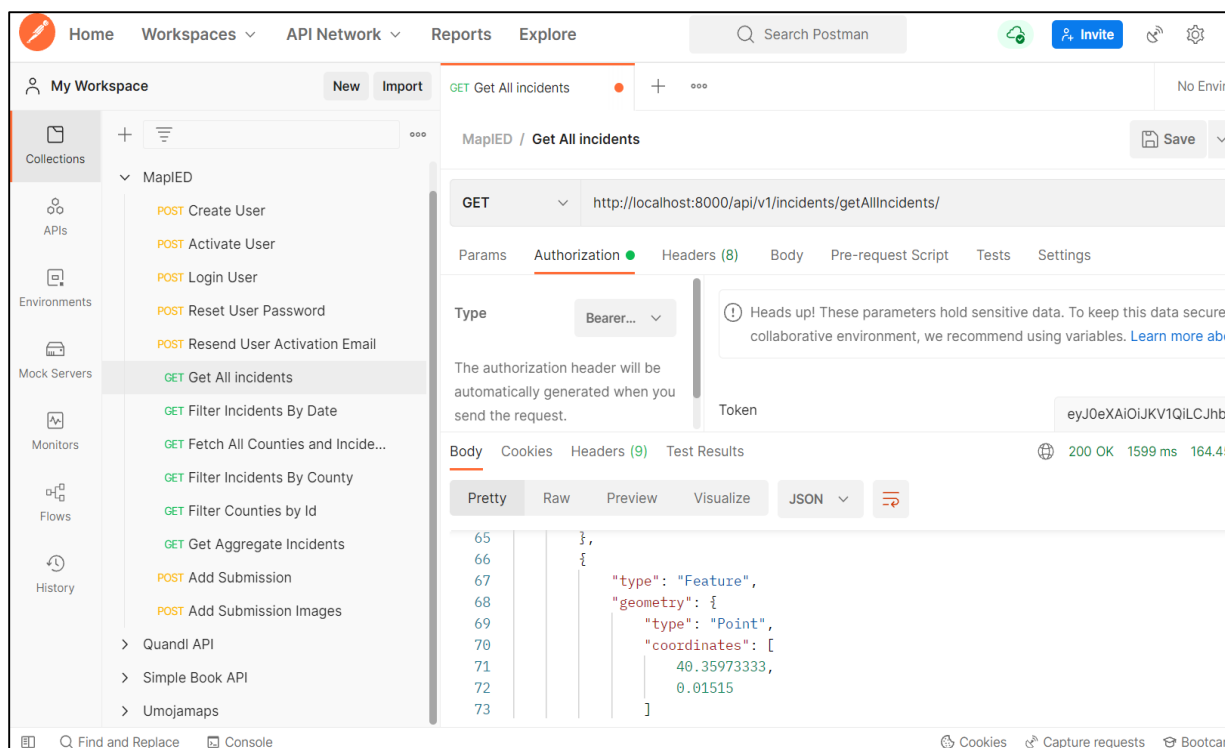 Home Workspaces API Network Reports Explore Search Postman Invite
My Workspace New Import
GET Get All incidents No Envir
Collections
APIs
Environments
Mock Servers
Monitors
Flows
History
MapIED
POST Create User
POST Activate User
POST Login User
POST Reset User Password
POST Resend User Activation Email
GET Get All incidents
GET Filter Incidents By Date
GET Fetch All Counties and Incide...
GET Filter Incidents By County
GET Filter Counties by Id
GET Get Aggregate Incidents
POST Add Submission
POST Add Submission Images
Quandl API
Simple Book API
Umojamaps
MapIED / Get All incidents Save
GET http://localhost:8000/api/v1/incidents/getAllIncidents/
Params Authorization Headers (8) Body Pre-request Script Tests Settings
Type Bearer...
The authorization header will be
automatically generated when you
send the request.
Heads up! These parameters hold sensitive data. To keep this data secure
collaborative environment, we recommend using variables. Learn more abo
Token eyJ0eXAiOiJKV1QiLCJhb
Body Cookies Headers (9) Test Results 200 OK 1599 ms 164.45
Pretty Raw Preview Visualize JSON
65 },
66 {
67 "type": "Feature",
68 "geometry": {
69 "type": "Point",
70 "coordinates": [
71 40.35973333,
72 0.01515
73 ]
Find and Replace Console Cookies Capture requests Bootcam